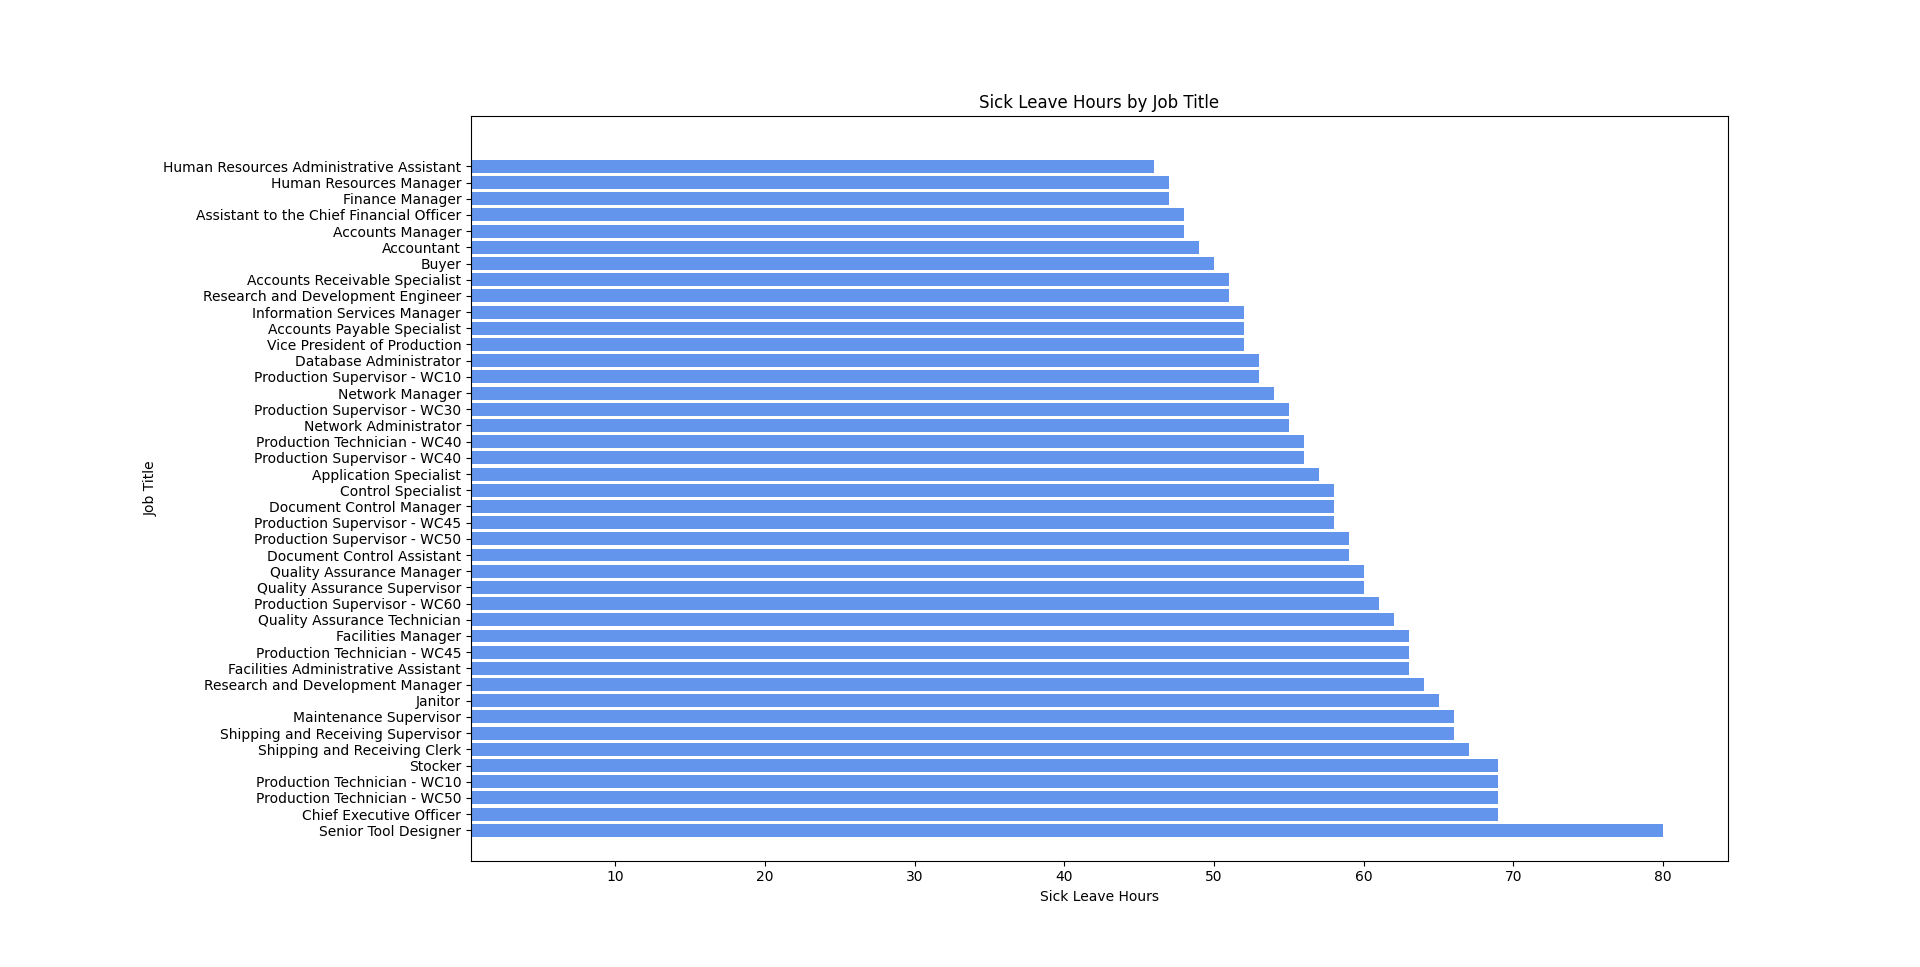 Sick Leave Hours by Job Title
Human Resources Administrative Assistant
Human Resources Manager
Finance Manager
Assistant to the Chief Financial Officer
Accounts Manager
Accountant
Buyer
Accounts Receivable Specialist
Research and Development Engineer
Information Services Manager
Accounts Payable Specialist
Vice President of Production
Database Administrator
Production Supervisor - WC10
Network Manager
Production Supervisor - WC30
Network Administrator
Production Technician - WC40
Production Supervisor - WC40
Application Specialist
Control Specialist
Document Control Manager
Production Supervisor - WC45
Production Supervisor - WC50
Document Control Assistant
Quality Assurance Manager
Quality Assurance Supervisor
Production Supervisor - WC60
Quality Assurance Technician
Facilities Manager
Production Technician - WC45
Facilities Administrative Assistant
Research and Development Manager
Janitor
Maintenance Supervisor
Shipping and Receiving Supervisor
Shipping and Receiving Clerk
Stocker
Production Technician - WC10
Production Technician - WC50
Chief Executive Officer
Senior Tool Designer
Job Title
10 20 30 40 50 60 70 80
Sick Leave Hours